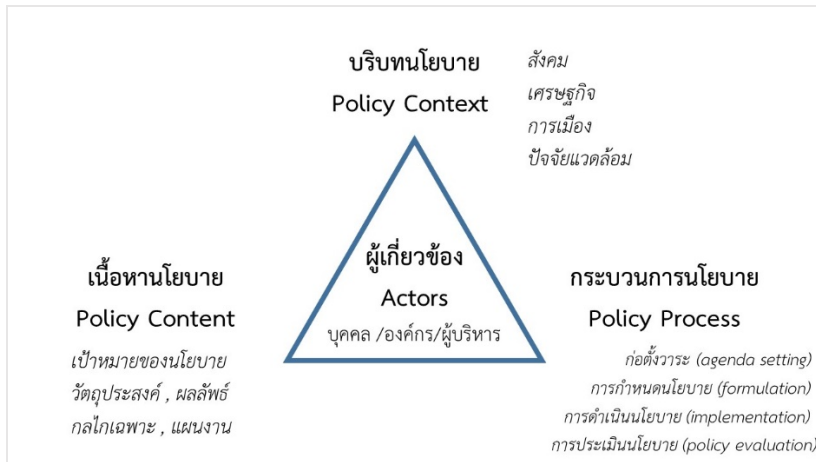 บริบทนโยบาย
Policy Context
สังคม
เศรษฐกิจ
การเมือง
ปัจจัยแวดล้อม
ผู้เกี่ยวข้อง
Actors
บุคคล /องค์กร/ผู้บริหาร
เนื้อหานโยบาย
Policy Content
เป้าหมายของนโยบาย
วัตถุประสงค์ , ผลลัพธ์
กลไกเฉพาะ , แผนงาน
กระบวนการนโยบาย
Policy Process
ก่อตั้งวาระ (agenda setting)
การกำหนดนโยบาย (formulation)
การดำเนินนโยบาย (implementation)
การประเมินนโยบาย (policy evaluation)